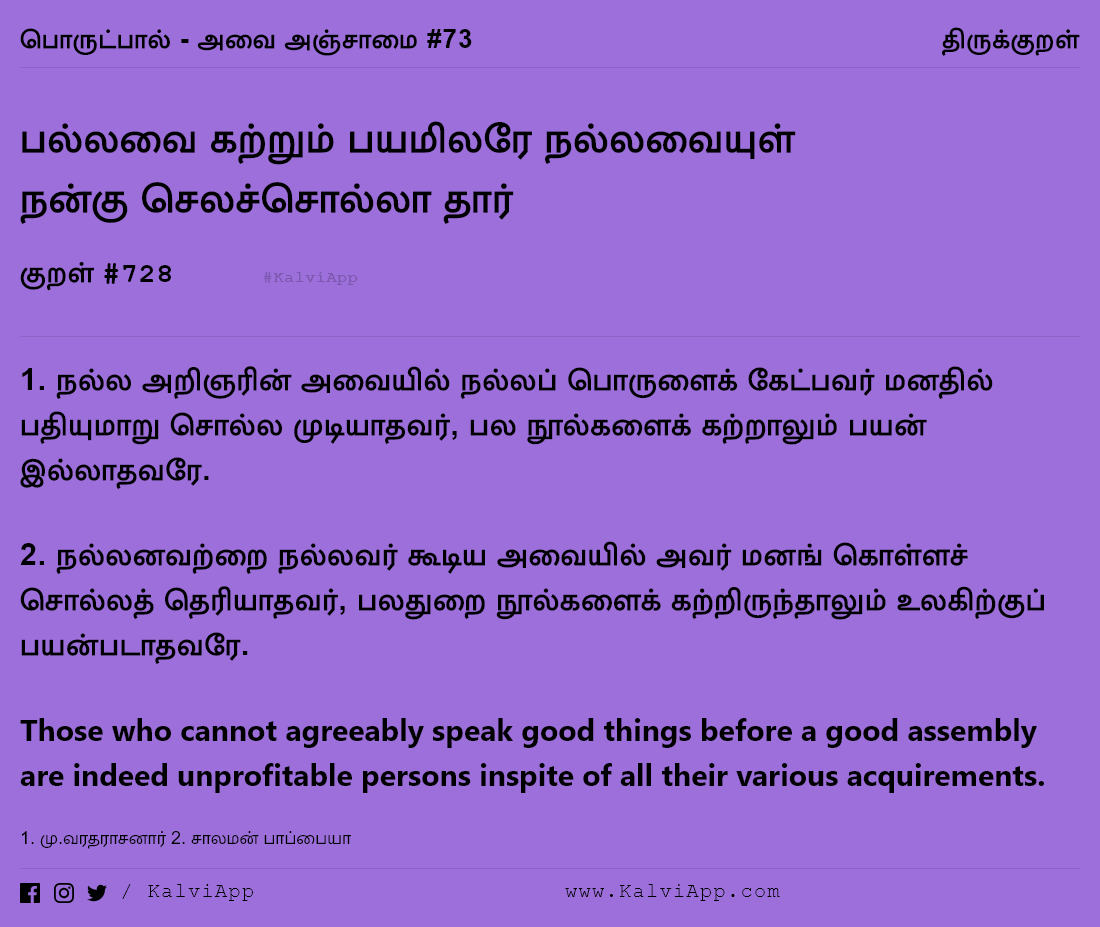 பொருட்பால் - அவை அஞ்சாமை #73 திருக்குறள்
பல்லவை கற்றும் பயமிலரே நல்லவையுள்
நன்கு செலச்சொல்லா தார்
குறள் #728 #KalviApp
1. நல்ல அறிஞரின் அவையில் நல்லப் பொருளைக் கேட்பவர் மனதில்
பதியுமாறு சொல்ல முடியாதவர், பல நூல்களைக் கற்றாலும் பயன்
இல்லாதவரே.
2. நல்லனவற்றை நல்லவர் கூடிய அவையில் அவர் மனங் கொள்ளச்
சொல்லத் தெரியாதவர், பலதுறை நூல்களைக் கற்றிருந்தாலும் உலகிற்குப்
பயன்படாதவரே.
Those who cannot agreeably speak good things before a good assembly
are indeed unprofitable persons inspite of all their various acquirements.
1. மு.வரதராசனார் 2. சாலமன் பாப்பையா
/ KalviApp www.KalviApp.com